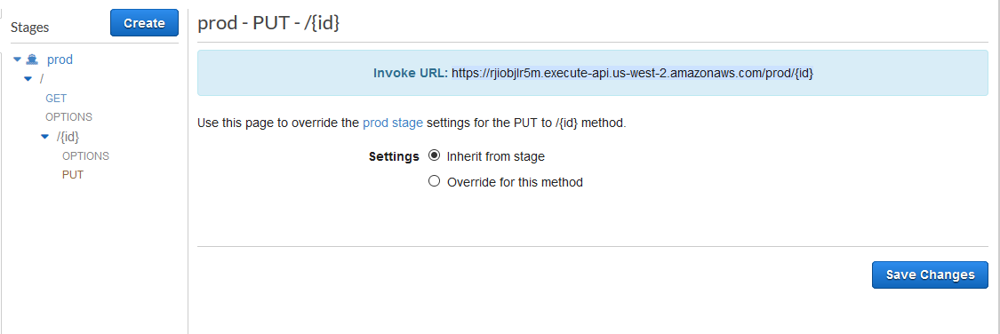 Stages
Create
prod
/
GET
OPTIONS
/{id}
OPTIONS
PUT
prod - PUT - /{id}
Invoke URL: https://rjiobjlr5m.execute-api.us-west-2.amazonaws.com/prod/{id}
Use this page to override the prod stage settings for the PUT to /{id} method.
Settings Inherit from stage
Override for this method
Save Changes